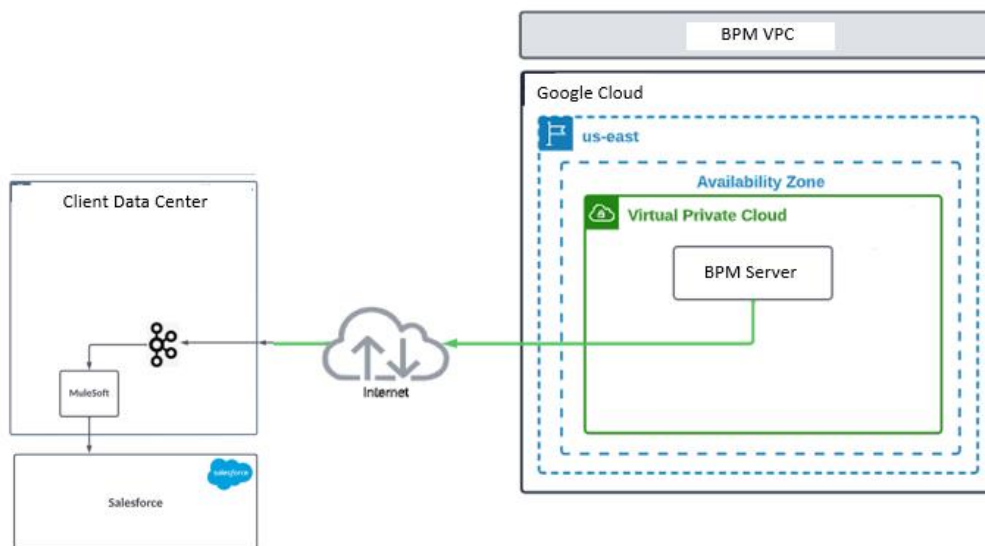 BPM VPC
Google Cloud
us-east
Availability Zone
Virtual Private Cloud
BPM Server
Client Data Center
MuleSoft
Internet
salesforce
Salesforce